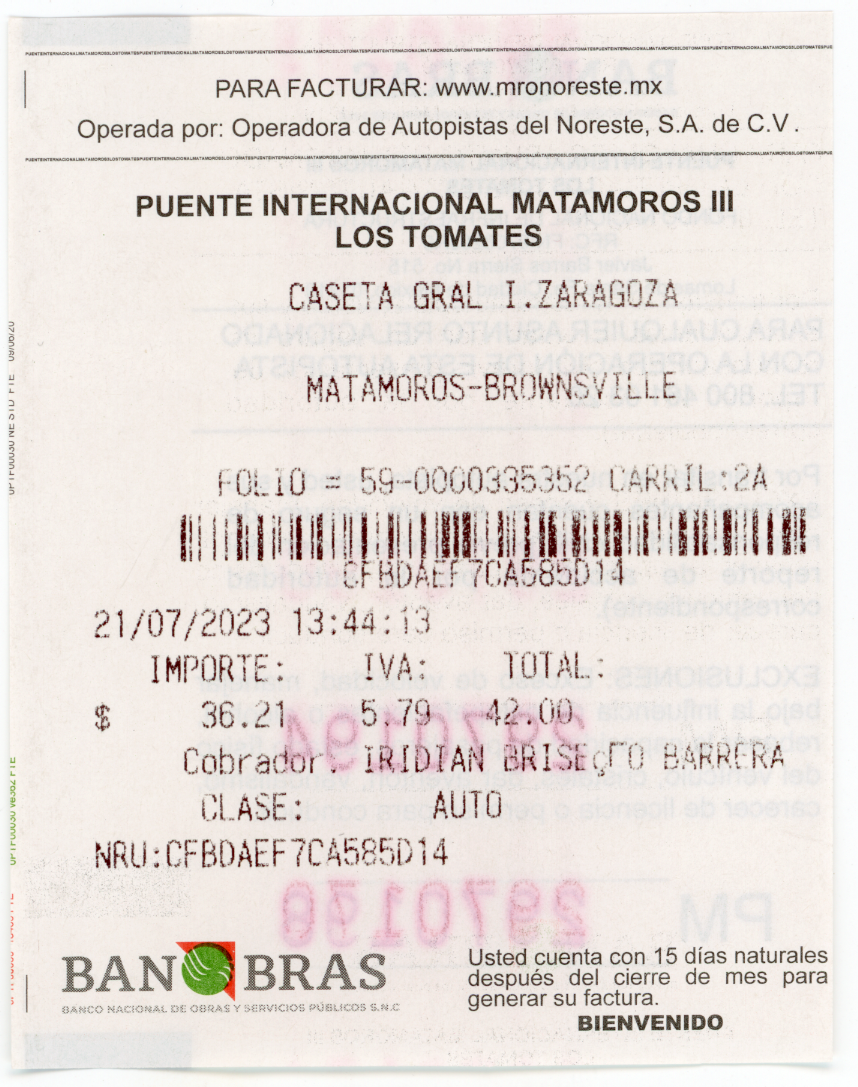 PARA FACTURAR: www.mronoreste.mx
Operada por: Operadora de Autopistas del Noreste, S.A. de C.V.
PUENTE INTERNACIONAL MATAMOROS III
LOS TOMATES
CASETA GRAL I.ZARAGOZA
MATAMOROS-BROWNSVILLE
FOLIO = 59-0000335352 CARRIL:2A
CFBDAEF7CA585D14
21/07/2023 13:44:13
IMPORTE: IVA: TOTAL:
$ 36.21 5.79 42.00
Cobrador: IRIDIAN BARRERA
CLASE: AUTO
NRU:CFBDAEF7CA585D14
BANOBRAS
BANCO NACIONAL DE OBRAS Y SERVICIOS PÚBLICOS S.N.C
Usted cuenta con 15 días naturales
después del cierre de mes para
generar su factura.
BIENVENIDO